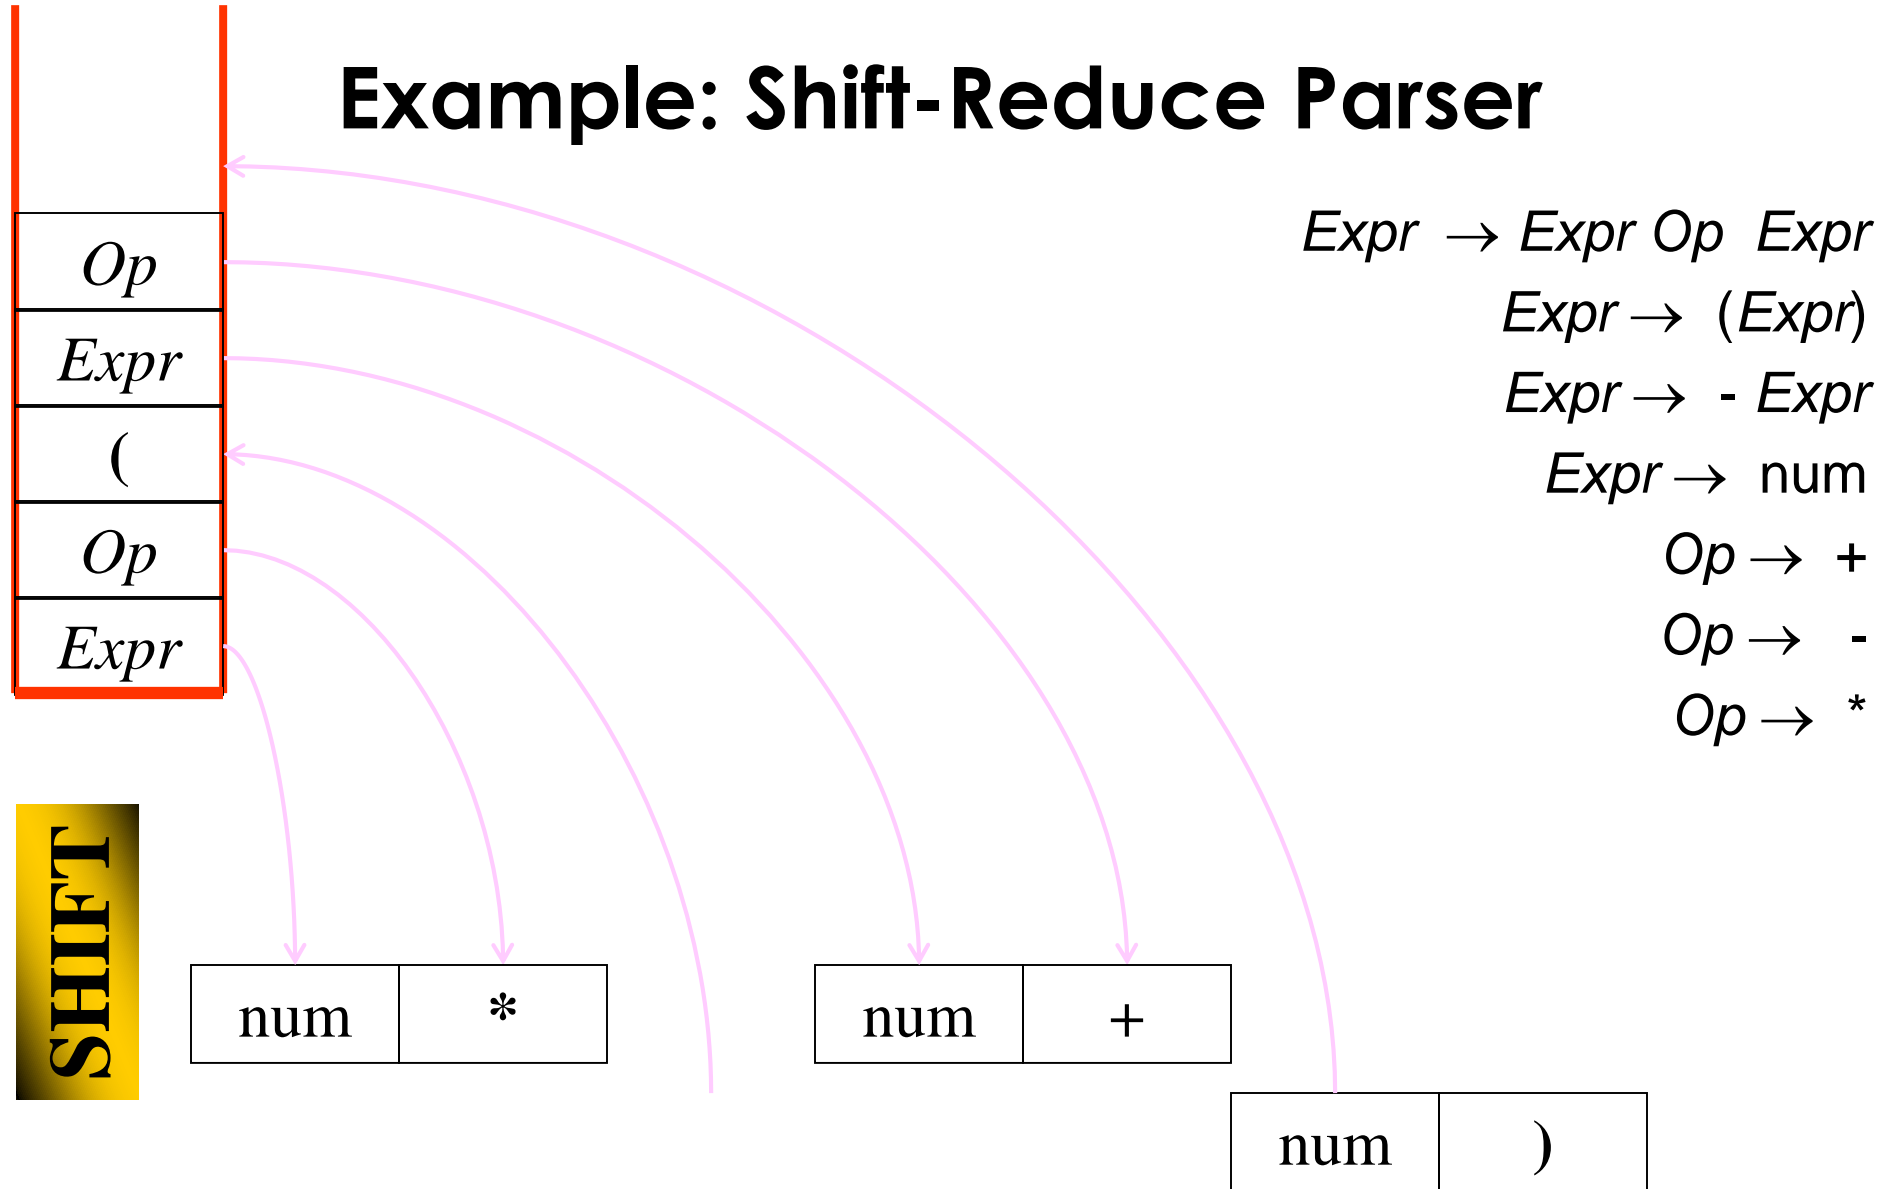 Example: Shift-Reduce Parser
Op
Expr
(
Op
Expr
Expr → Expr Op Expr
Expr → (Expr)
Expr → - Expr
Expr → num
Op → +
Op → -
Op → *
SHIFT
num * num +
num )